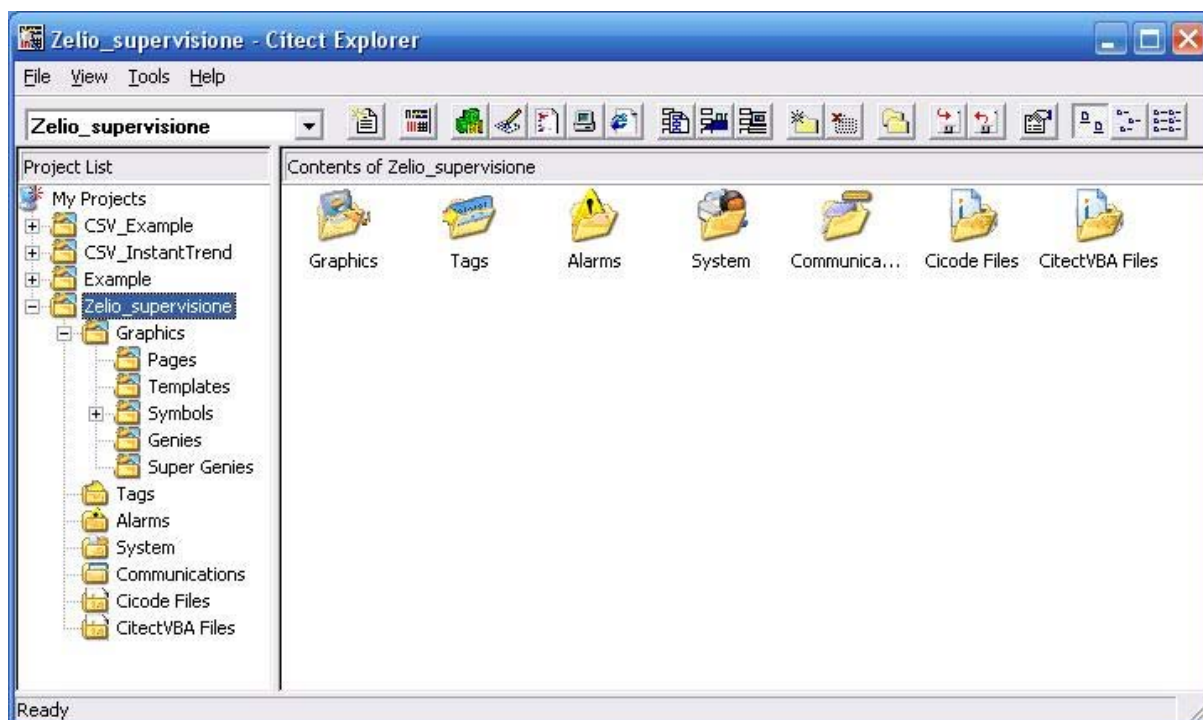 Zelio_supervisione - Citect Explorer
File View Tools Help
Zelio_supervisione
Project List
Contents of Zelio_supervisione
My Projects
CSV_Example
CSV_InstantTrend
Example
Zelio_supervisione
Graphics
Pages
Templates
Symbols
Genies
Super Genies
Tags
Alarms
System
Communications
Cicode Files
CitectVBA Files
Graphics Tags Alarms System Communica... Cicode Files CitectVBA Files
Ready